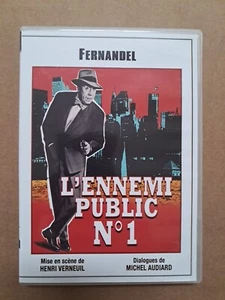 FERNANDEL
L'ENNEMI
PUBLIC
N°1
Mise en scène de
HENRI VERNEUIL
Dialogues de
MICHEL AUDIARD